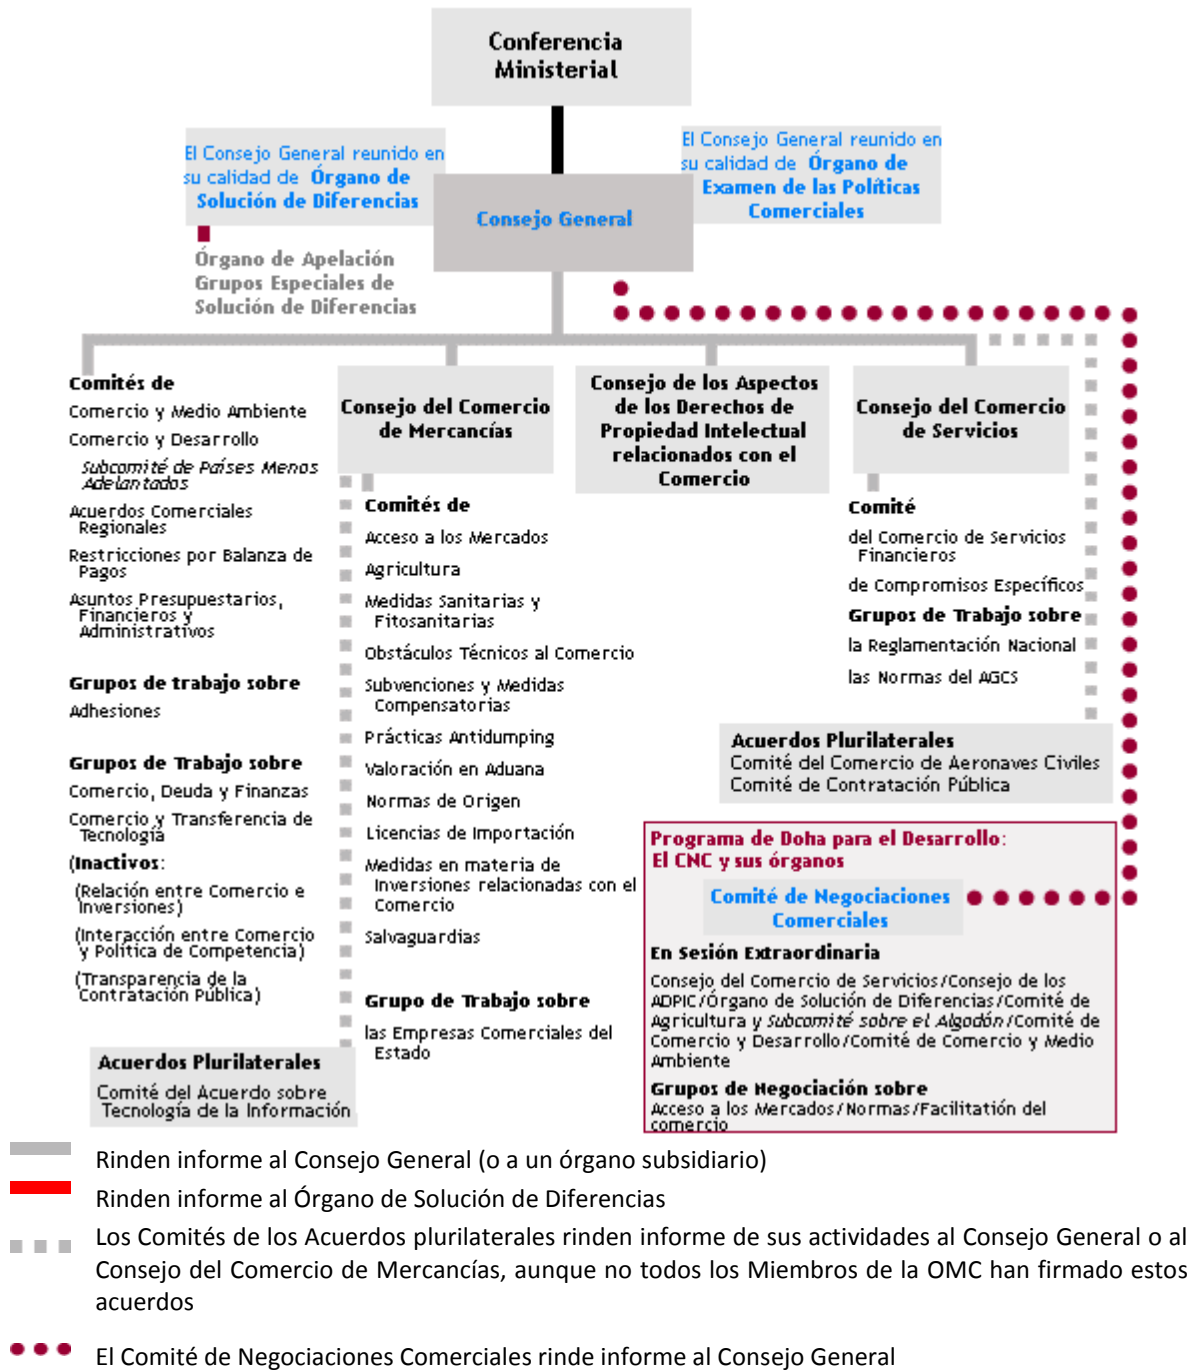 Conferencia
Ministerial
El Consejo General reunido en
su calidad de Órgano de
Solución de Diferencias
El Consejo General reunido en
su calidad de Órgano de
Examen de las Políticas
Comerciales
Consejo General
Órgano de Apelación
Grupos Especiales de
Solución de Diferencias
Comités de
Comercio y Medio Ambiente
Comercio y Desarrollo
Subcomité de Países Menos
Adelantados
Acuerdos Comerciales
Regionales
Restricciones por Balanza de
Pagos
Asuntos Presupuestarios,
Financieros y
Administrativos
Grupos de trabajo sobre
Adhesiones
Grupos de Trabajo sobre
Comercio, Deuda y Finanzas
Comercio y Transferencia de
Tecnología
(Inactivos:
(Relación entre Comercio e
Inversiones)
(Interacción entre Comercio
y Política de Competencia)
(Transparencia de la
Contratación Pública)
Acuerdos Plurilaterales
Comité del Acuerdo sobre
Tecnología de la Información
Consejo del Comercio
de Mercancías
Comités de
Acceso a los Mercados
Agricultura
Medidas Sanitarias y
Fitosanitarias
Obstáculos Técnicos al Comercio
Subvenciones y Medidas
Compensatorias
Prácticas Antidumping
Valoración en Aduana
Normas de Origen
Licencias de Importación
Medidas en materia de
Inversiones relacionadas con el
Comercio
Salvaguardias
Grupo de Trabajo sobre
las Empresas Comerciales del
Estado
Consejo de los Aspectos
de los Derechos de
Propiedad Intelectual
relacionados con el
Comercio
Consejo del Comercio
de Servicios
Comité
del Comercio de Servicios
Financieros
de Compromisos Específicos
Grupos de Trabajo sobre
la Reglamentación Nacional
las Normas del AGCS
Acuerdos Plurilaterales
Comité del Comercio de Aeronaves Civiles
Comité de Contratación Pública
Programa de Doha para el Desarrollo:
El CNC y sus órganos
Comité de Negociaciones
Comerciales
En Sesión Extraordinaria
Consejo del Comercio de Servicios/Consejo de los
ADPIC/Órgano de Solución de Diferencias/Comité de
Agricultura y Subcomité sobre el Algodón/Comité de
Comercio y Desarrollo/Comité de Comercio y Medio
Ambiente
Grupos de Negociación sobre
Acceso a los Mercados/Normas/Facilitatión del
comercio
Rinden informe al Consejo General (o a un órgano subsidiario)
Rinden informe al Órgano de Solución de Diferencias
Los Comités de los Acuerdos plurilaterales rinden informe de sus actividades al Consejo General o al
Consejo del Comercio de Mercancías, aunque no todos los Miembros de la OMC han firmado estos
acuerdos
El Comité de Negociaciones Comerciales rinde informe al Consejo General